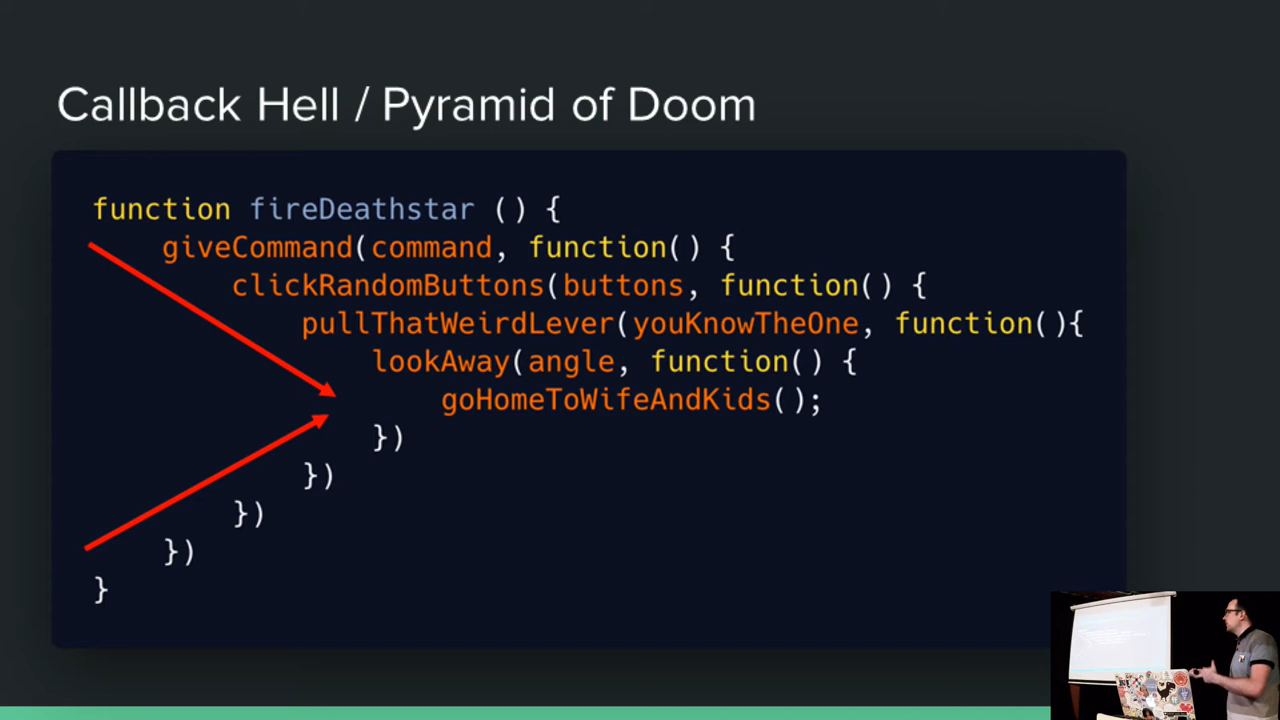 Callback Hell / Pyramid of Doom
function fireDeathstar () {
giveCommand(command, function() {
clickRandomButtons(buttons, function() {
pullThatWeirdLever(youKnowTheOne, function(){
lookAway(angle, function() {
goHomeToWifeAndKids();
})
})
})
})
}